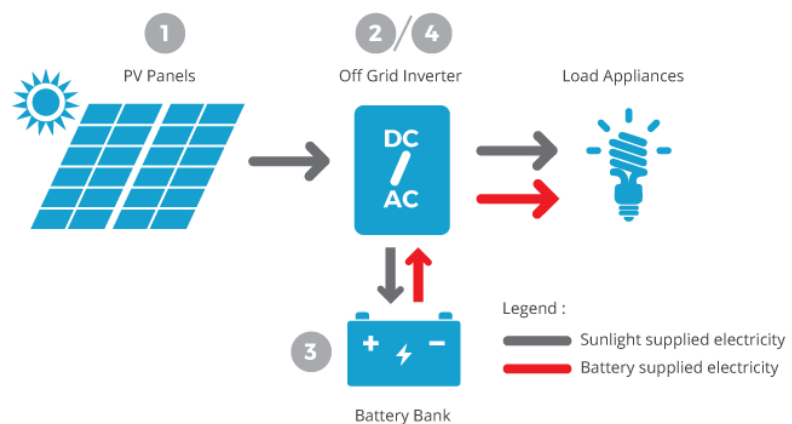 1
2/4
PV Panels
Off Grid Inverter
Load Appliances
DC
/
AC
Legend :
Sunlight supplied electricity
3
+
−
Battery supplied electricity
Battery Bank